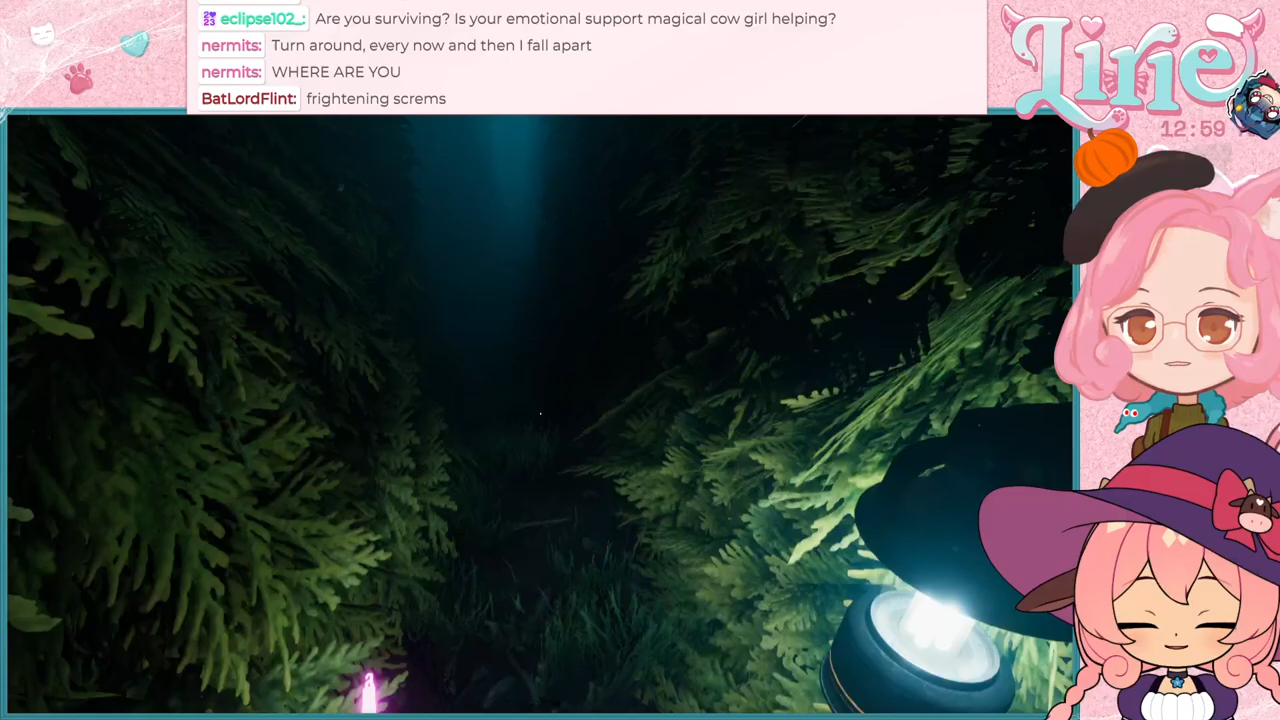 eclipse102_: Are you surviving? Is your emotional support magical cow girl helping?
nermits: Turn around, every now and then I fall apart
nermits: WHERE ARE YOU
BatLordFlint: frightening screms
Lirie
12:59